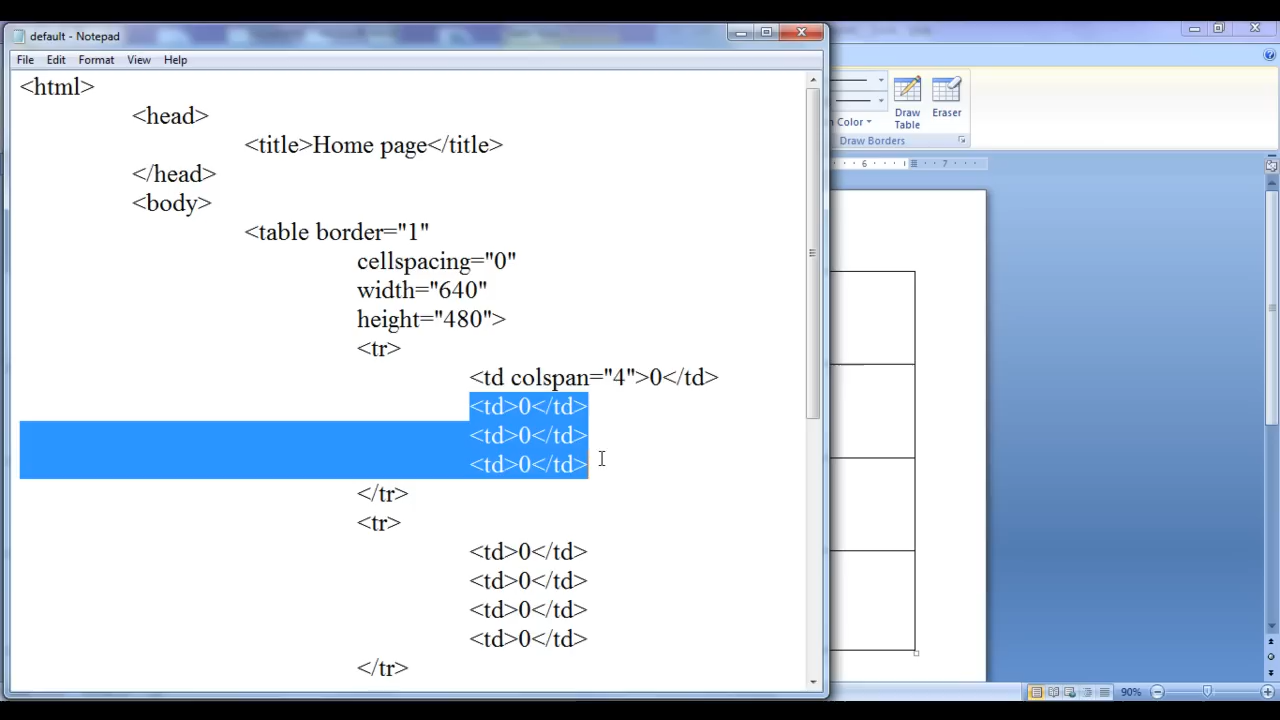 default - Notepad
File Edit Format View Help
<html>
<head>
<title>Home page</title>
</head>
<body>
<table border="1"
cellspacing="0"
width="640"
height="480">
<tr>
<td colspan="4">0</td>
<td>0</td>
<td>0</td>
<td>0</td>
</tr>
<tr>
<td>0</td>
<td>0</td>
<td>0</td>
<td>0</td>
</tr>
n Color
Draw Table
Eraser
Draw Borders
6 7
90%